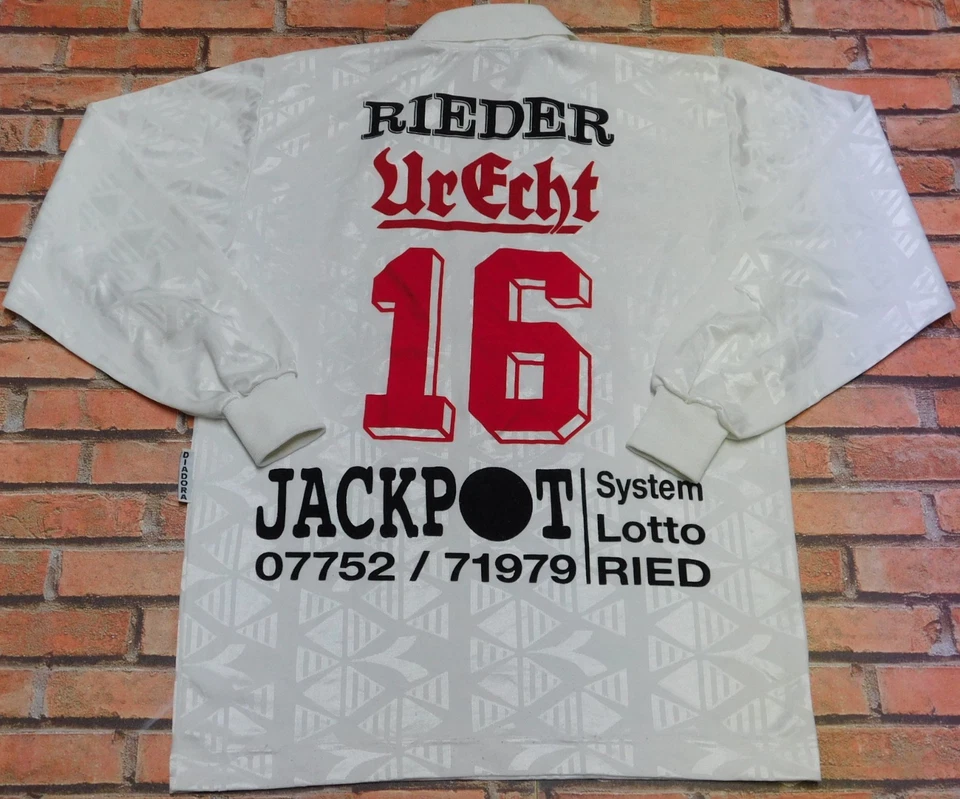 RIEDER
UrEcht
16
JACKPOT
System
Lotto
07752 / 71979
RIED
DIADORA